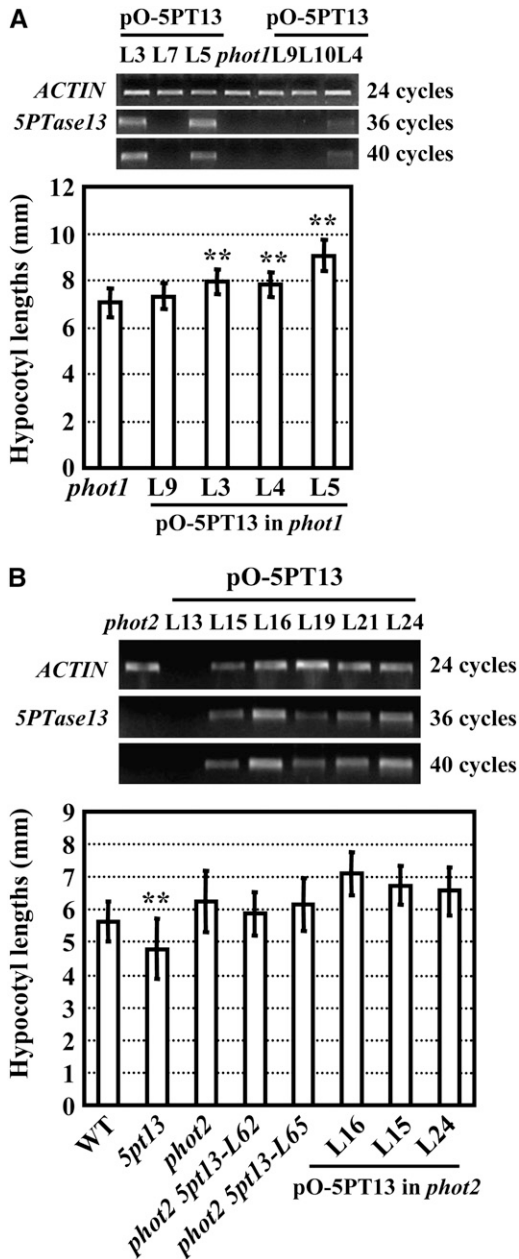 A
pO-5PT13 pO-5PT13
L3 L7 L5 phot1 L9 L10 L4
ACTIN 24 cycles
5PTase13 36 cycles
40 cycles
Hypocotyl lengths (mm)
12
10
8
6
4
2
0
** ** **
phot1 L9 L3 L4 L5
pO-5PT13 in phot1
B
pO-5PT13
phot2 L13 L15 L16 L19 L21 L24
ACTIN 24 cycles
5PTase13 36 cycles
40 cycles
Hypocotyl lengths (mm)
9
8
7
6
5
4
3
2
1
0
**
WT 5pt13 phot2 phot2 5pt13-L62 phot2 5pt13-L65 L16 L15 L24
pO-5PT13 in phot2